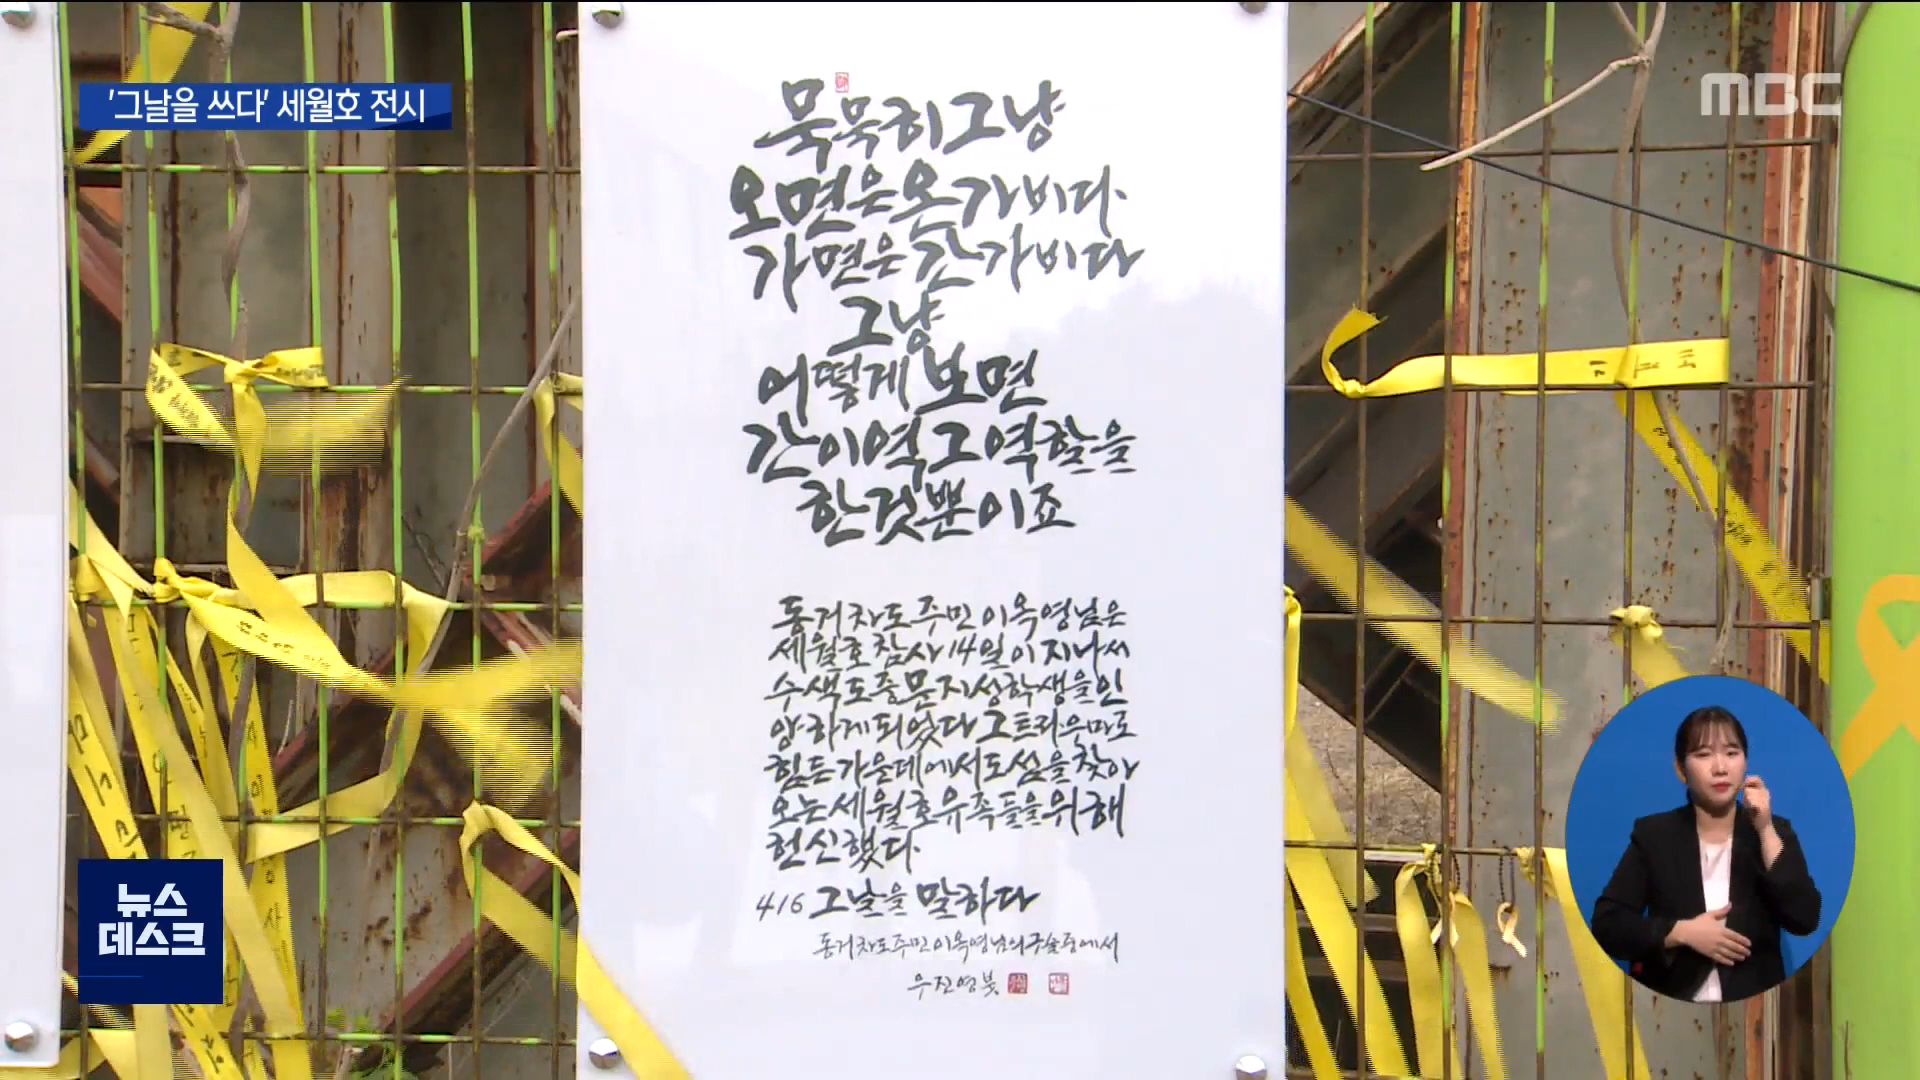 '그날을 쓰다' 세월호 전시
MBC
묵묵히 그냥
오면은 온가비다.
가면은 간가비다
그냥
어떻게 보면
간이역 그 역할을
한것뿐이죠
동거차도 주민 이옥영님은
세월호참사 14일이 지나서
수색도중 문지성학생을 인
양하게 되었다 그트라우마로
힘든 가운데에서도 섬을 찾아
오는 세월호유족들을 위해
헌신했다.
4/6 그날을 말하다
동거차도 주민 이옥영님의 구술중에서
우진영붓
뉴스
데스크